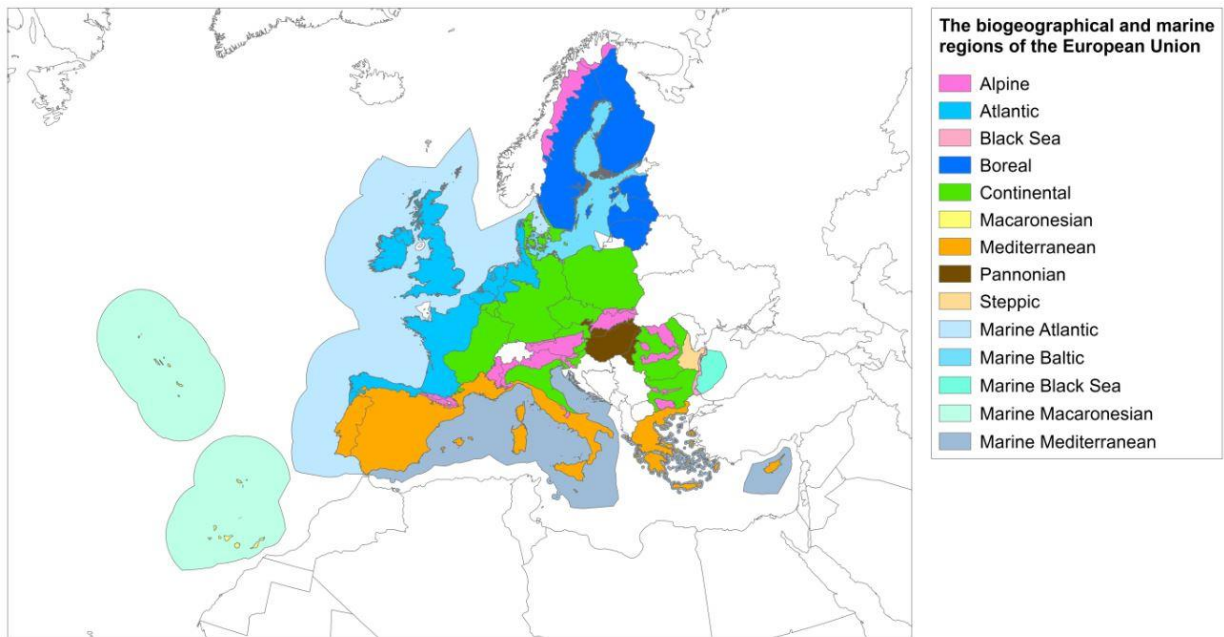 The biogeographical and marine
regions of the European Union
Alpine
Atlantic
Black Sea
Boreal
Continental
Macaronesian
Mediterranean
Pannonian
Steppic
Marine Atlantic
Marine Baltic
Marine Black Sea
Marine Macaronesian
Marine Mediterranean